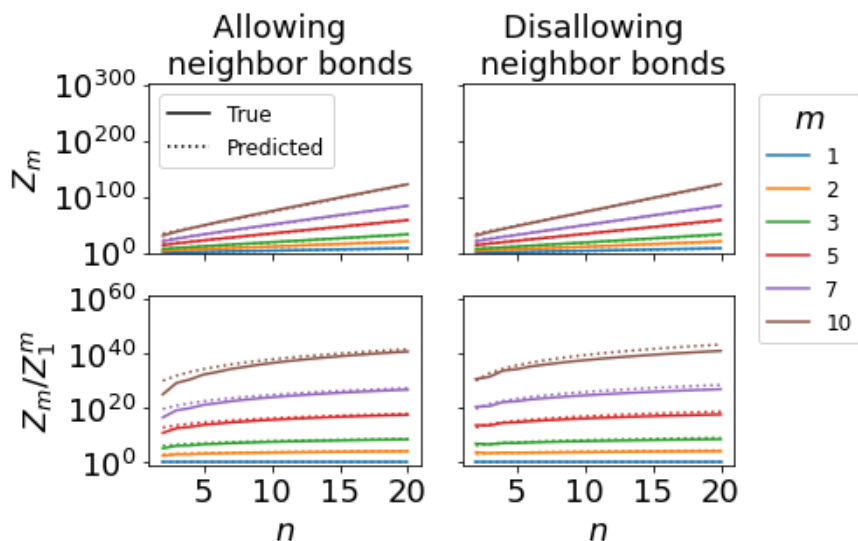 Allowing
neighbor bonds
Disallowing
neighbor bonds
10^300
10^200
10^100
10^0
Z_m
True
Predicted
m
1
2
3
5
7
10
10^60
10^40
10^20
10^0
Z_m/Z_1^m
5 10 15 20
n
5 10 15 20
n